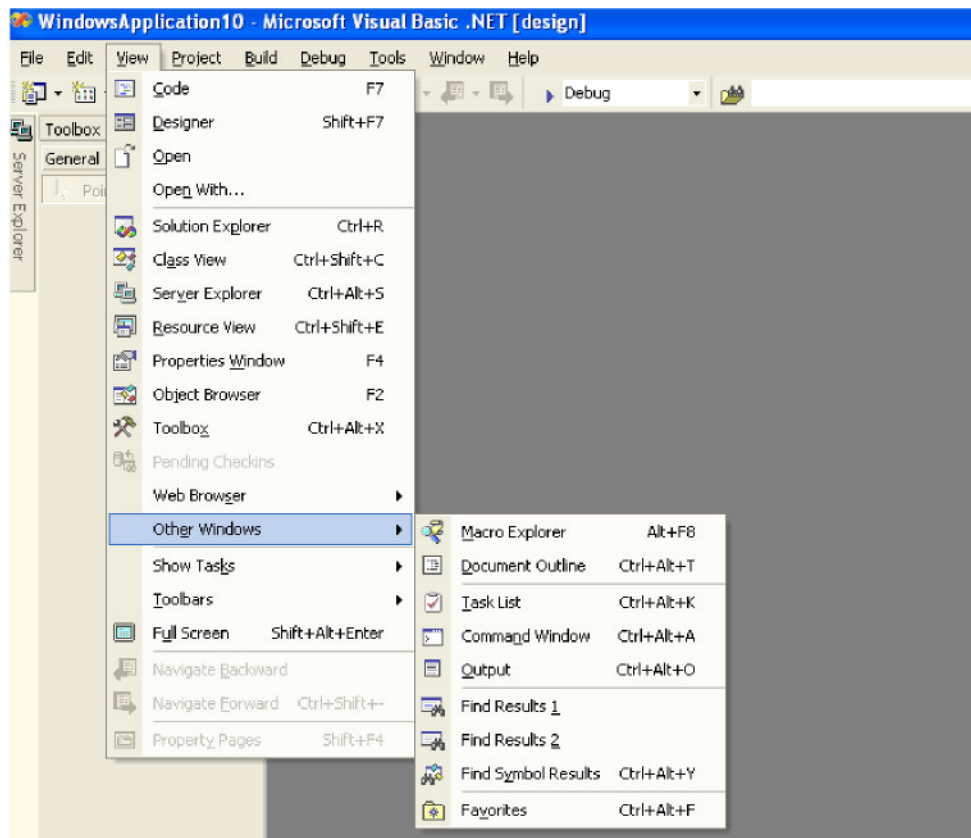 WindowsApplication10 - Microsoft Visual Basic .NET [design]
File Edit View Project Build Debug Tools Window Help
Debug
Toolbox
General
Server Explorer
Code F7
Designer Shift+F7
Open
Open With...
Solution Explorer Ctrl+R
Class View Ctrl+Shift+C
Server Explorer Ctrl+Alt+S
Resource View Ctrl+Shift+E
Properties Window F4
Object Browser F2
Toolbox Ctrl+Alt+X
Pending Checkins
Web Browser
Other Windows
Show Tasks
Toolbars
Full Screen Shift+Alt+Enter
Navigate Backward
Navigate Forward Ctrl+Shift+-
Property Pages Shift+F4
Macro Explorer Alt+F8
Document Outline Ctrl+Alt+T
Task List Ctrl+Alt+K
Command Window Ctrl+Alt+A
Output Ctrl+Alt+O
Find Results 1
Find Results 2
Find Symbol Results Ctrl+Alt+Y
Favorites Ctrl+Alt+F